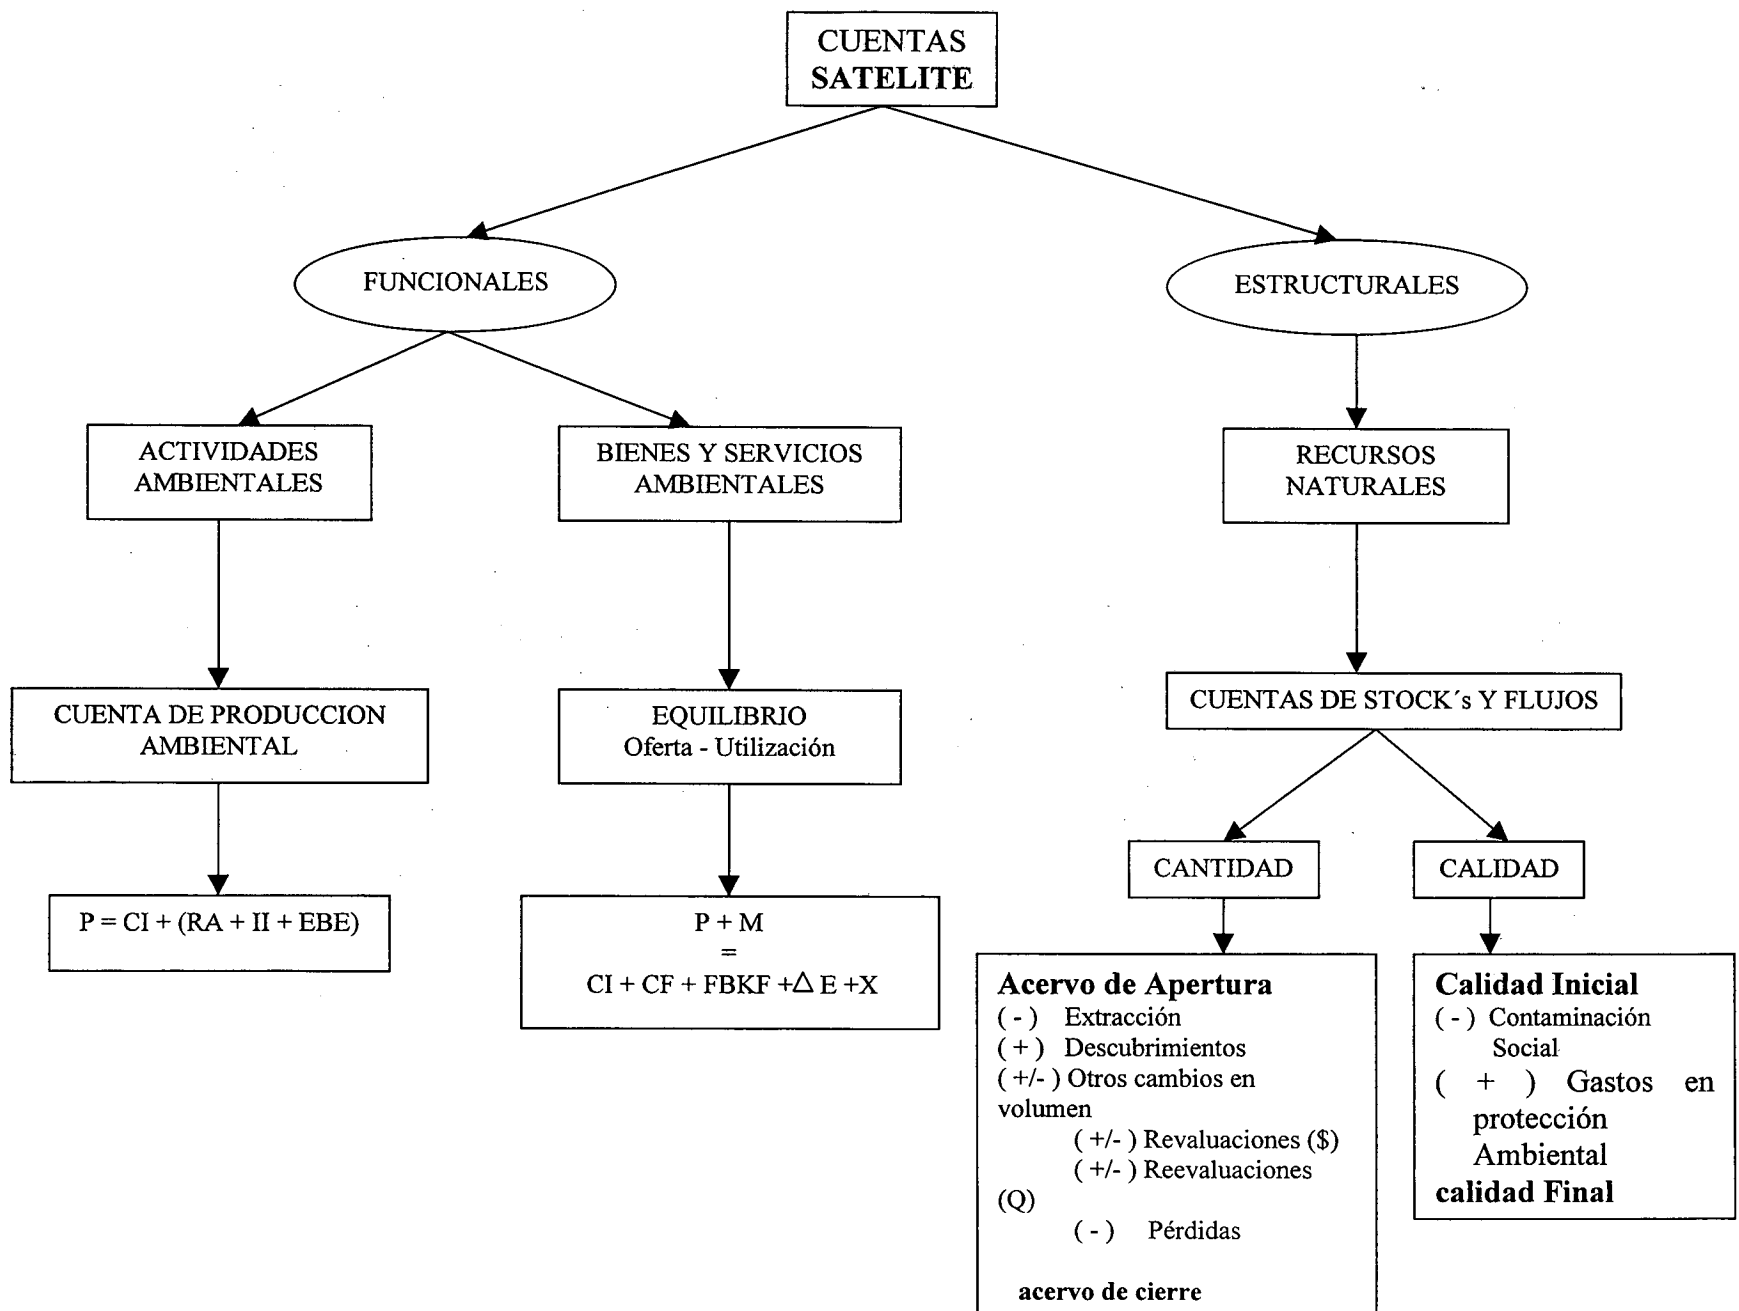 CUENTAS
SATELITE
FUNCIONALES
ESTRUCTURALES
ACTIVIDADES
AMBIENTALES
BIENES Y SERVICIOS
AMBIENTALES
RECURSOS
NATURALES
CUENTA DE PRODUCCION
AMBIENTAL
EQUILIBRIO
Oferta - Utilización
CUENTAS DE STOCK´s Y FLUJOS
CANTIDAD
CALIDAD
P = CI + (RA + II + EBE)
P + M
=
CI + CF + FBKF +△ E +X
Acervo de Apertura
( - ) Extracción
( + ) Descubrimientos
( +/- ) Otros cambios en
volumen
( +/- ) Revaluaciones ($)
( +/- ) Reevaluaciones
(Q)
( - ) Pérdidas
acervo de cierre
Calidad Inicial
( - ) Contaminación
Social
( + ) Gastos en
protección
Ambiental
calidad Final